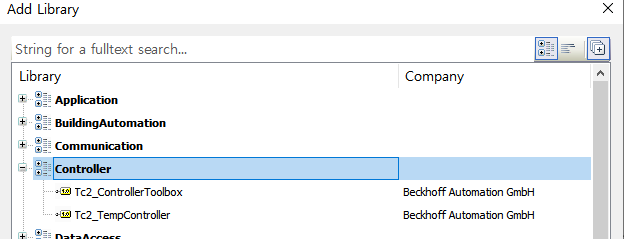 Add Library
String for a fulltext search...
Library Company
Application
BuildingAutomation
Communication
Controller
Tc2_ControllerToolbox Beckhoff Automation GmbH
Tc2_TempController Beckhoff Automation GmbH
DataAccess